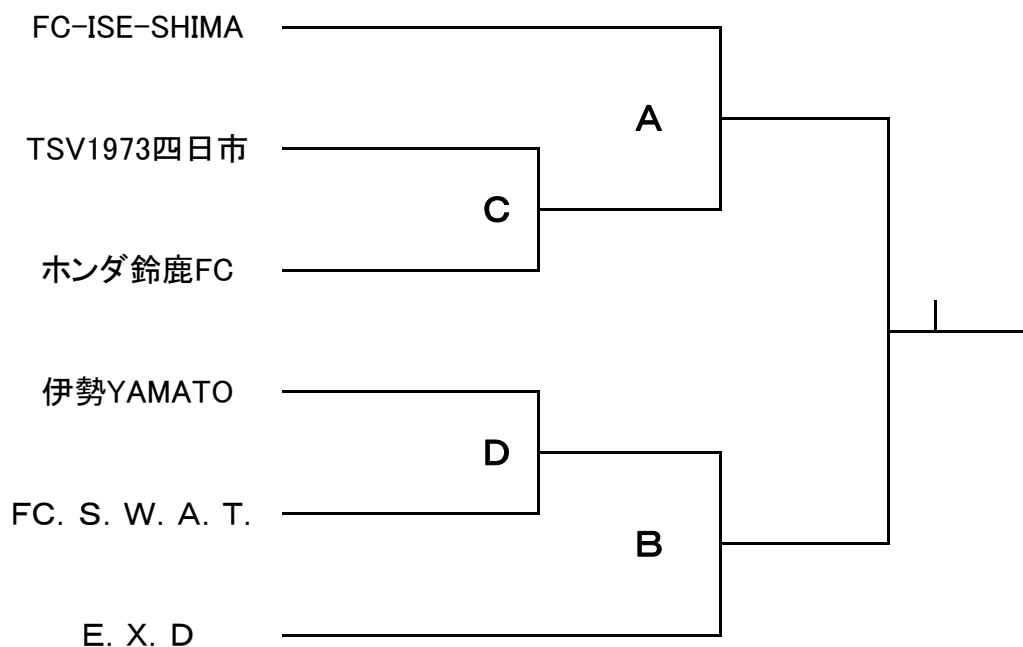 FC-ISE-SHIMA
A
TSV1973四日市
C
ホンダ鈴鹿FC
伊勢YAMATO
D
FC. S. W. A. T.
B
E. X. D